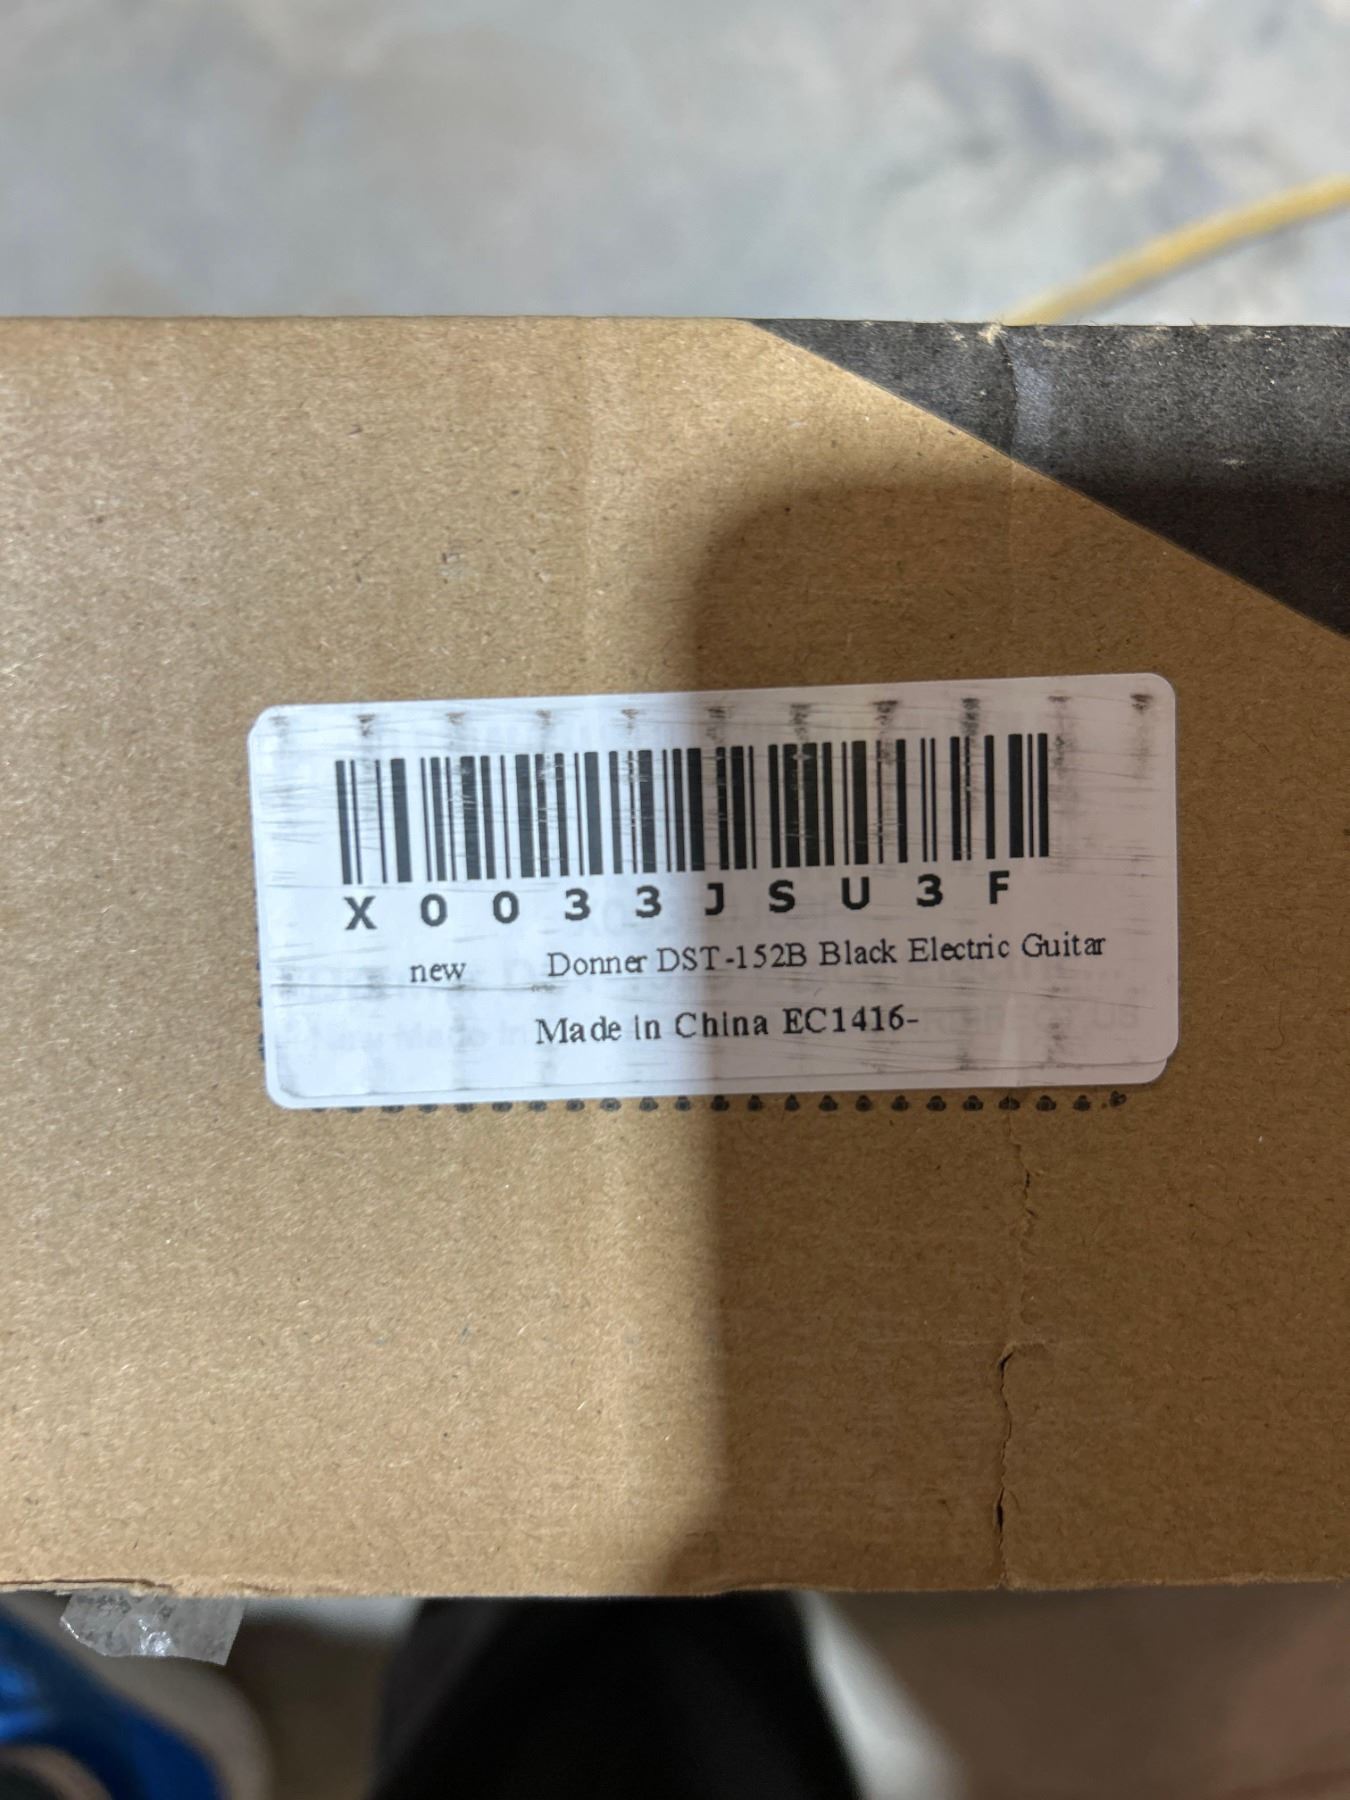 X0033JSU3F
new Donner DST-152B Black Electric Guitar
Made in China EC1416-